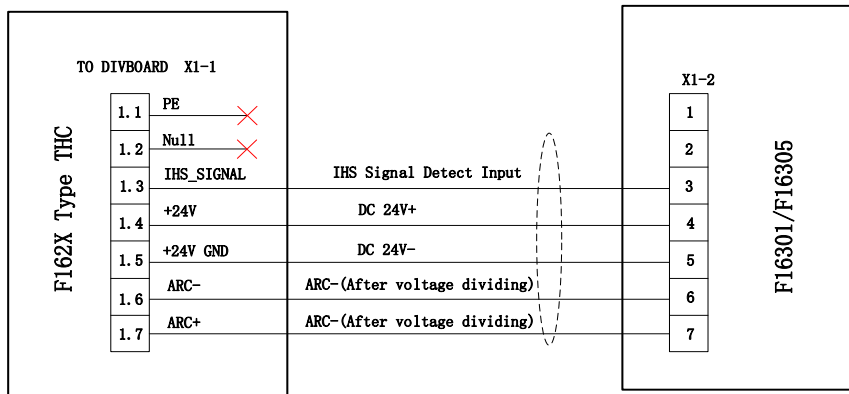 TO DIVBOARD X1-1
F162X Type THC
1.1 PE
1.2 Null
1.3 IHS_SIGNAL IHS Signal Detect Input
1.4 +24V DC 24V+
1.5 +24V GND DC 24V-
1.6 ARC- ARC-(After voltage dividing)
1.7 ARC+ ARC-(After voltage dividing)
X1-2
1
2
3
4
5
6
7
F16301/F16305